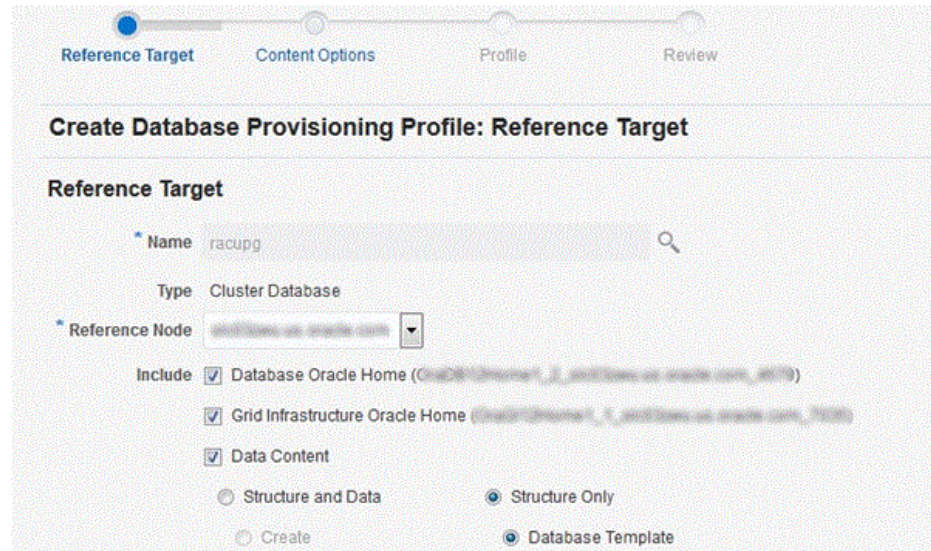 Reference Target Content Options Profile Review
Create Database Provisioning Profile: Reference Target
Reference Target
* Name racupg
Type Cluster Database
* Reference Node
Include Database Oracle Home ( )
Grid Infrastructure Oracle Home (
Data Content
Structure and Data Structure Only
Create Database Template